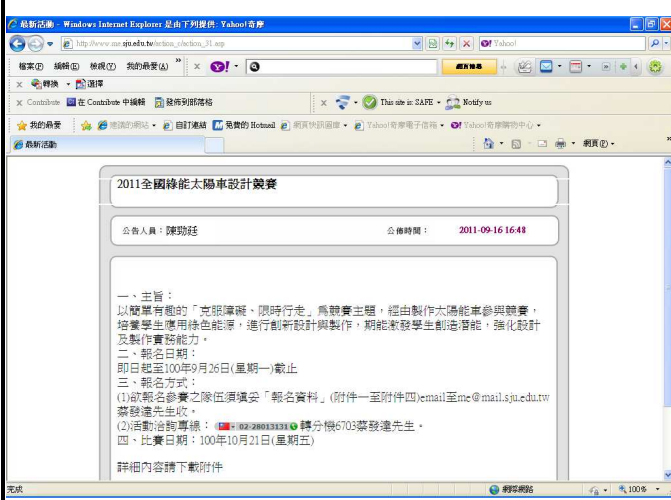 最新活動 - Windows Internet Explorer 是由下列提供: Yahoo!奇摩
http://www.me.sju.edu.tw/action_c/action_31.asp
Yahoo!
檔案(F) 編輯(E) 檢視(V) 我的最愛(A) »
網頁搜尋
x 轉換 選擇
x Contribute 在 Contribute 中編輯 發佈到部落格
x This site is: SAFE Notify us
我的最愛 建議的網站 自訂連結 免費的 Hotmail 網頁快訊圖庫 Yahoo!奇摩電子信箱 Yahoo!奇摩購物中心
最新活動
網頁(P)
2011全國綠能太陽車設計競賽
公告人員：陳勁廷
公佈時間：
2011-09-16 16:48
一、主旨：
以簡單有趣的「克服障礙、限時行走」為競賽主題，經由製作太陽能車參與競賽，
培養學生應用綠色能源，進行創新設計與製作，期能激發學生創造潛能，強化設計
及製作實務能力。
二、報名日期：
即日起至100年9月26日(星期一)截止
三、報名方式：
(1)欲報名參賽之隊伍須填妥「報名資料」(附件一至附件四)email至me@mail.sju.edu.tw
蔡發達先生收。
(2)活動洽詢專線： 02-28013131 轉分機6703蔡發達先生。
四、比賽日期：100年10月21日(星期五)
詳細內容請下載附件
完成
網際網路
100%